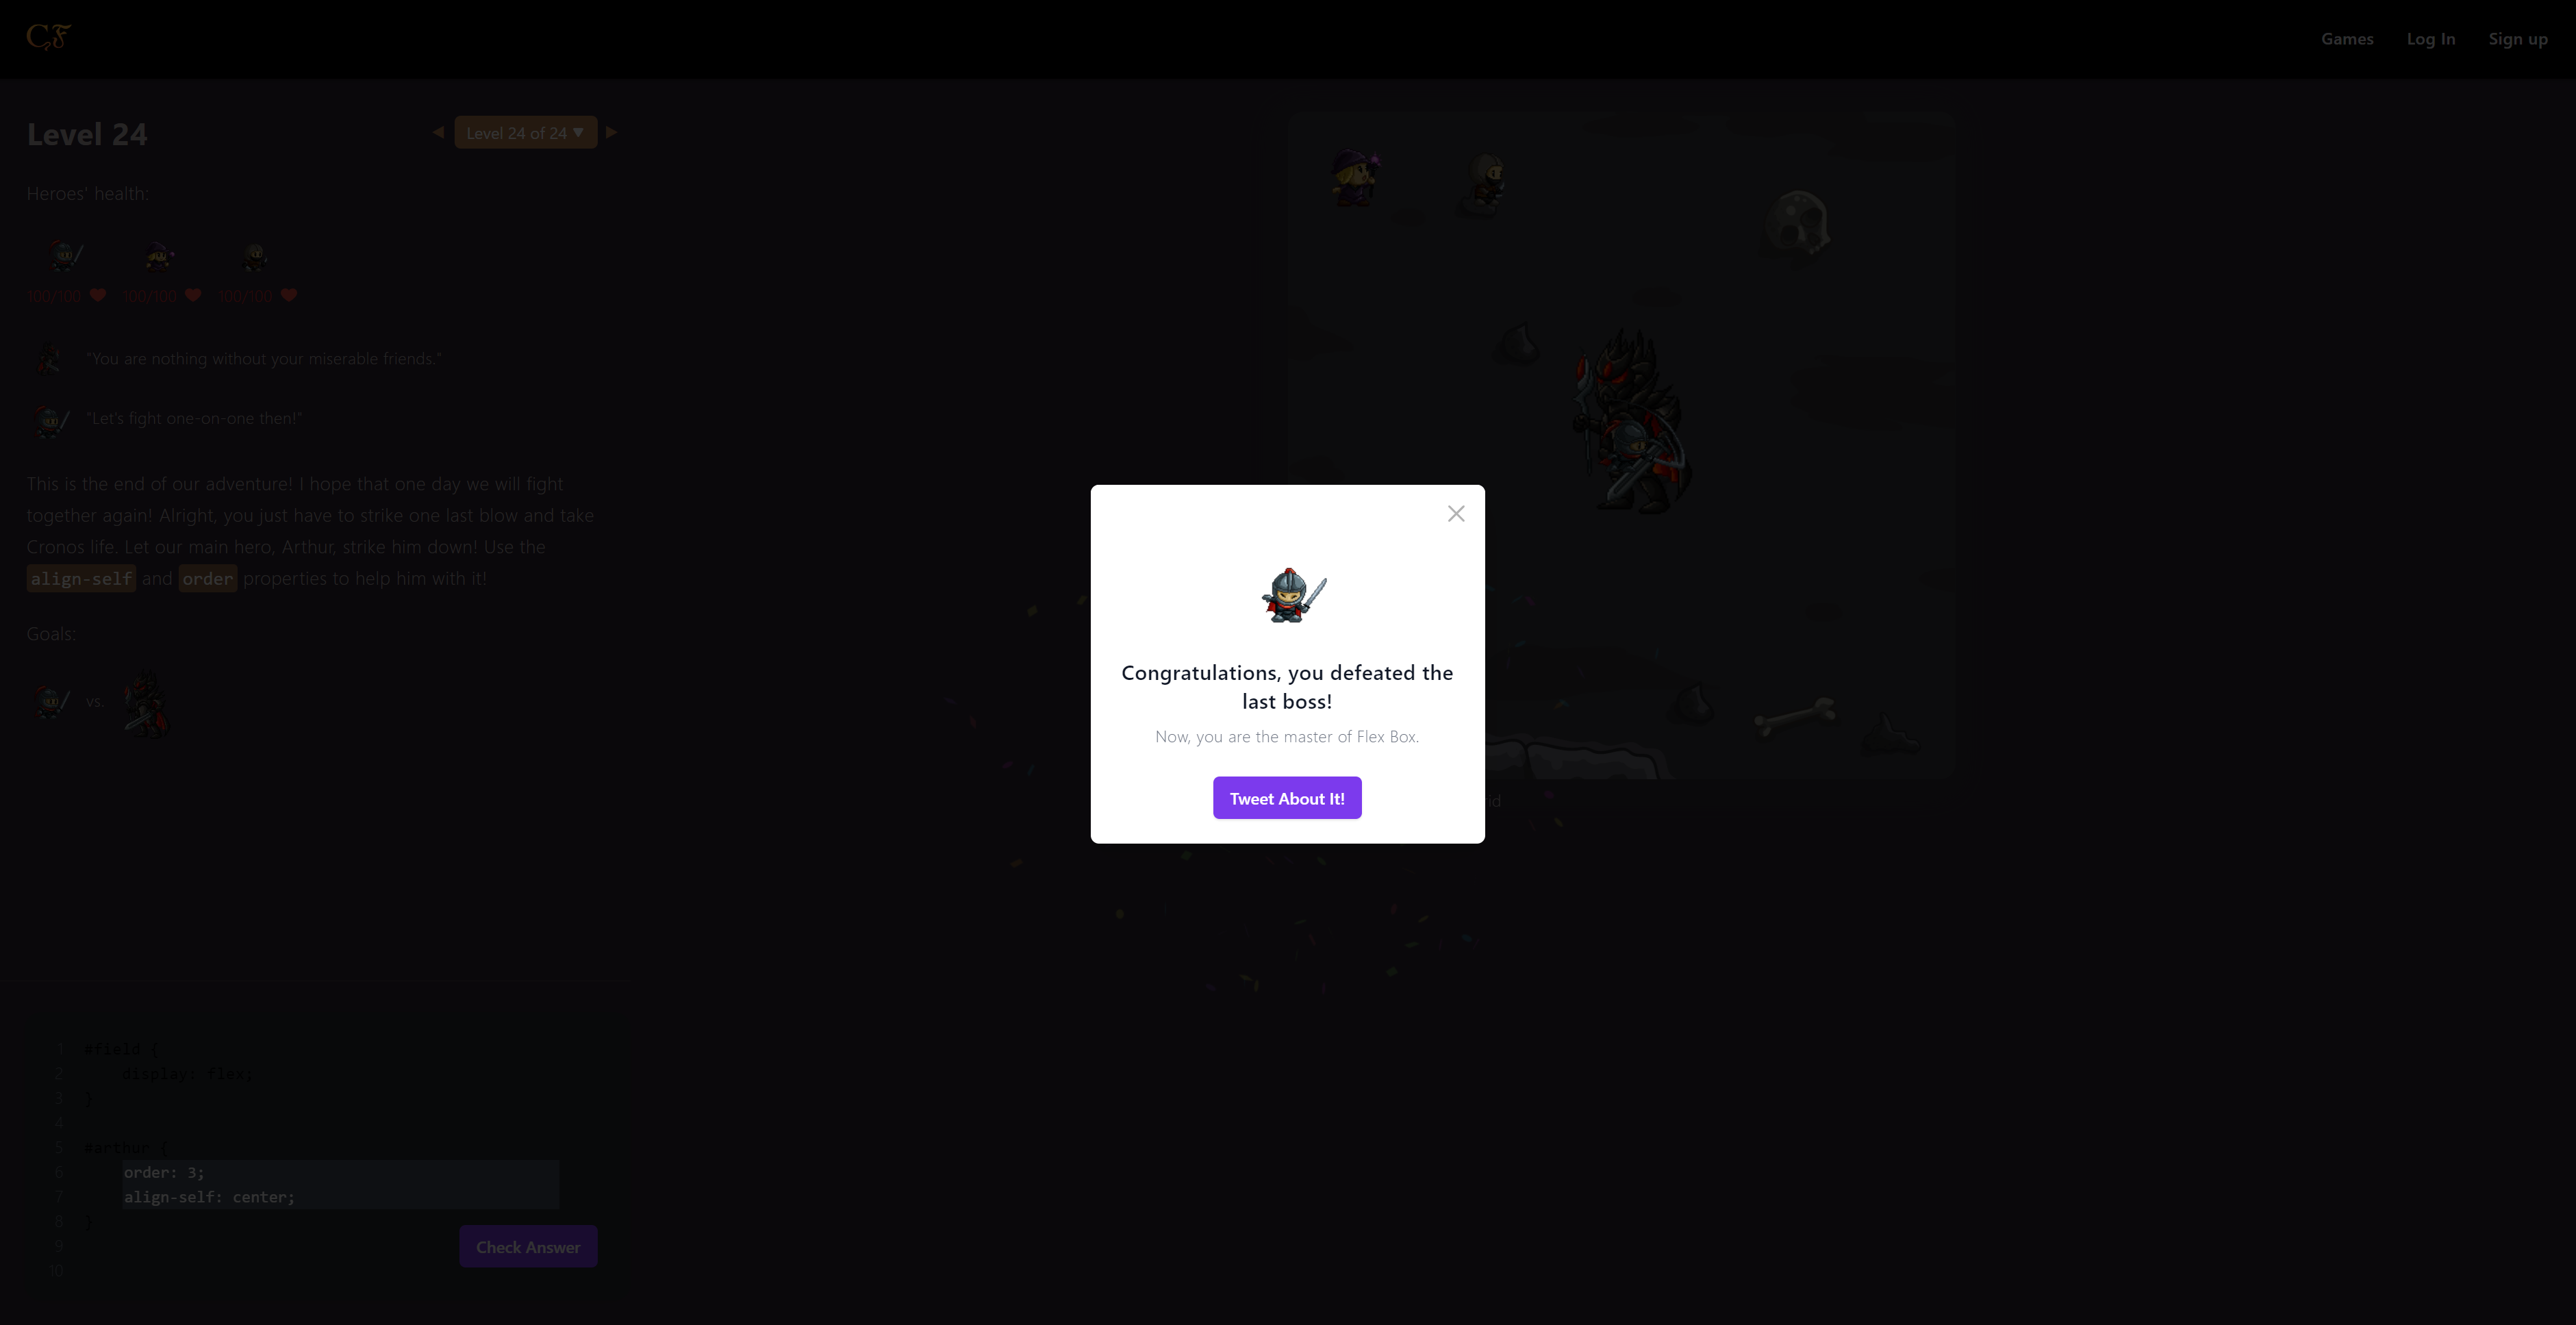 CF
Games
Log In
Sign up
Level 24
Level 24 of 24 ▼
Heroes' health:
100/100
100/100
100/100
"You are nothing without your miserable friends."
"Let's fight one-on-one then!"
This is the end of our adventure! I hope that one day we will fight
together again! Alright, you just have to strike one last blow and take
Cronos life. Let our main hero, Arthur, strike him down! Use the
align-self and order properties to help him with it!
Goals:
vs.
Congratulations, you defeated the
last boss!
Now, you are the master of Flex Box.
Tweet About It!
1 #field {
2 display: flex;
3 }
4
5 #arthur {
6 order: 3;
7 align-self: center;
8 }
9
10
Check Answer